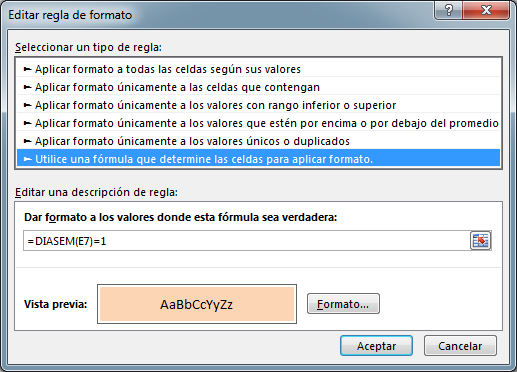 Editar regla de formato
Seleccionar un tipo de regla:
► Aplicar formato a todas las celdas según sus valores
► Aplicar formato únicamente a las celdas que contengan
► Aplicar formato únicamente a los valores con rango inferior o superior
► Aplicar formato únicamente a los valores que estén por encima o por debajo del promedio
► Aplicar formato únicamente a los valores únicos o duplicados
► Utilice una fórmula que determine las celdas para aplicar formato.
Editar una descripción de regla:
Dar formato a los valores donde esta fórmula sea verdadera:
=DIASEM(E7)=1
Vista previa:
AaBbCcYyZz
Formato...
Aceptar
Cancelar